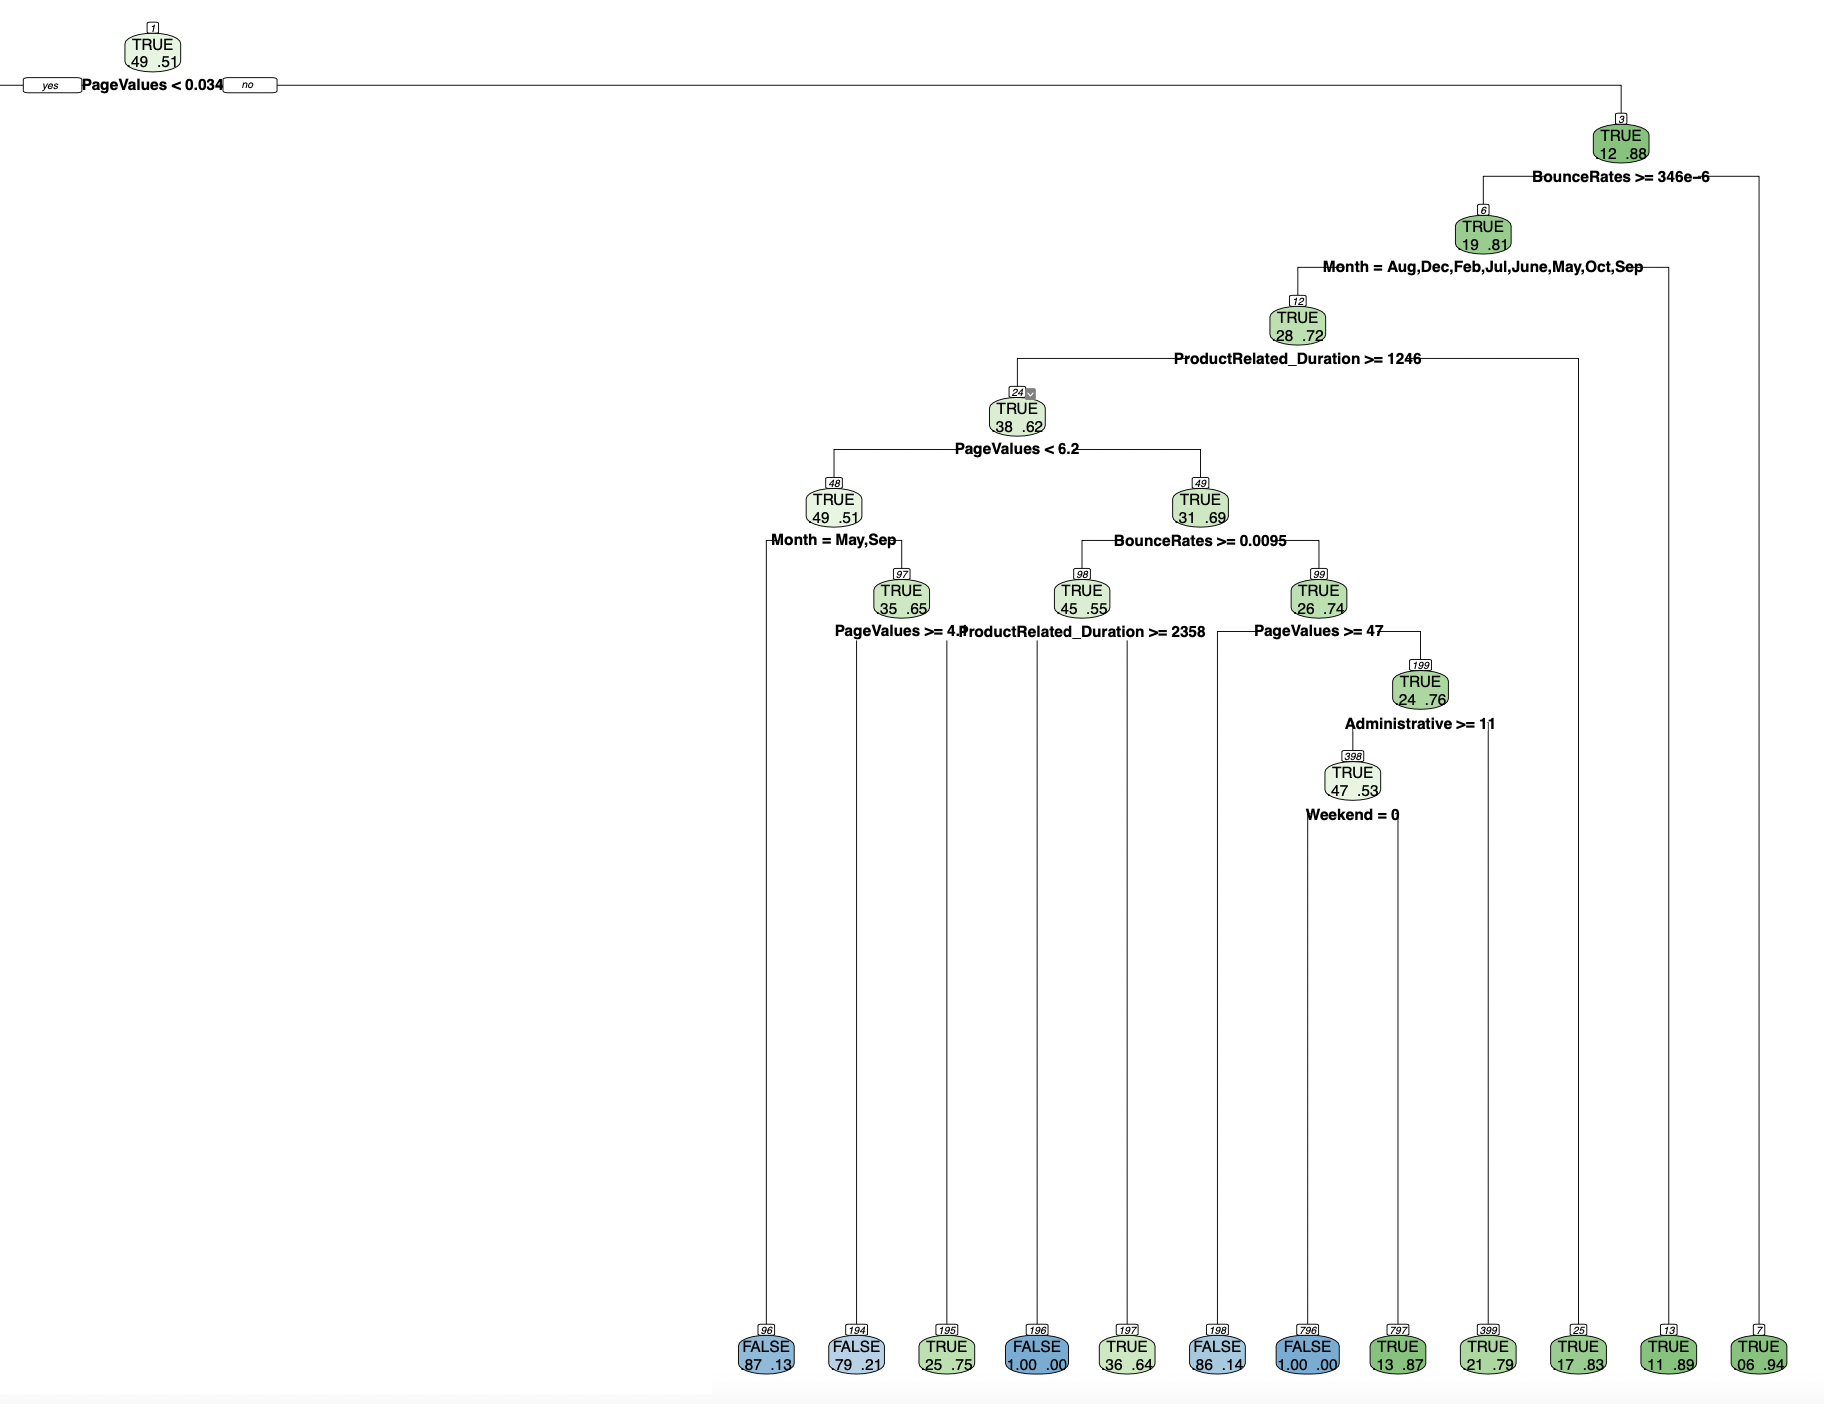 1
TRUE
.49 .51
yes
PageValues < 0.034
no
3
TRUE
.12 .88
BounceRates >= 346e-6
6
TRUE
.19 .81
Month = Aug,Dec,Feb,Jul,June,May,Oct,Sep
12
TRUE
.28 .72
ProductRelated_Duration >= 1246
24
TRUE
.38 .62
PageValues < 6.2
48
TRUE
.49 .51
49
TRUE
.31 .69
Month = May,Sep
BounceRates >= 0.0095
97
TRUE
.35 .65
98
TRUE
.45 .55
99
TRUE
.26 .74
PageValues >=
ProductRelated_Duration >= 2358
PageValues >= 47
199
TRUE
.24 .76
Administrative >= 11
398
TRUE
.47 .53
Weekend = 0
96
FALSE
.87 .13
194
FALSE
.79 .21
195
TRUE
.25 .75
196
FALSE
1.00 .00
197
TRUE
.36 .64
198
FALSE
.86 .14
796
FALSE
1.00 .00
797
TRUE
.13 .87
399
TRUE
.21 .79
25
TRUE
.17 .83
13
TRUE
.11 .89
7
TRUE
.06 .94